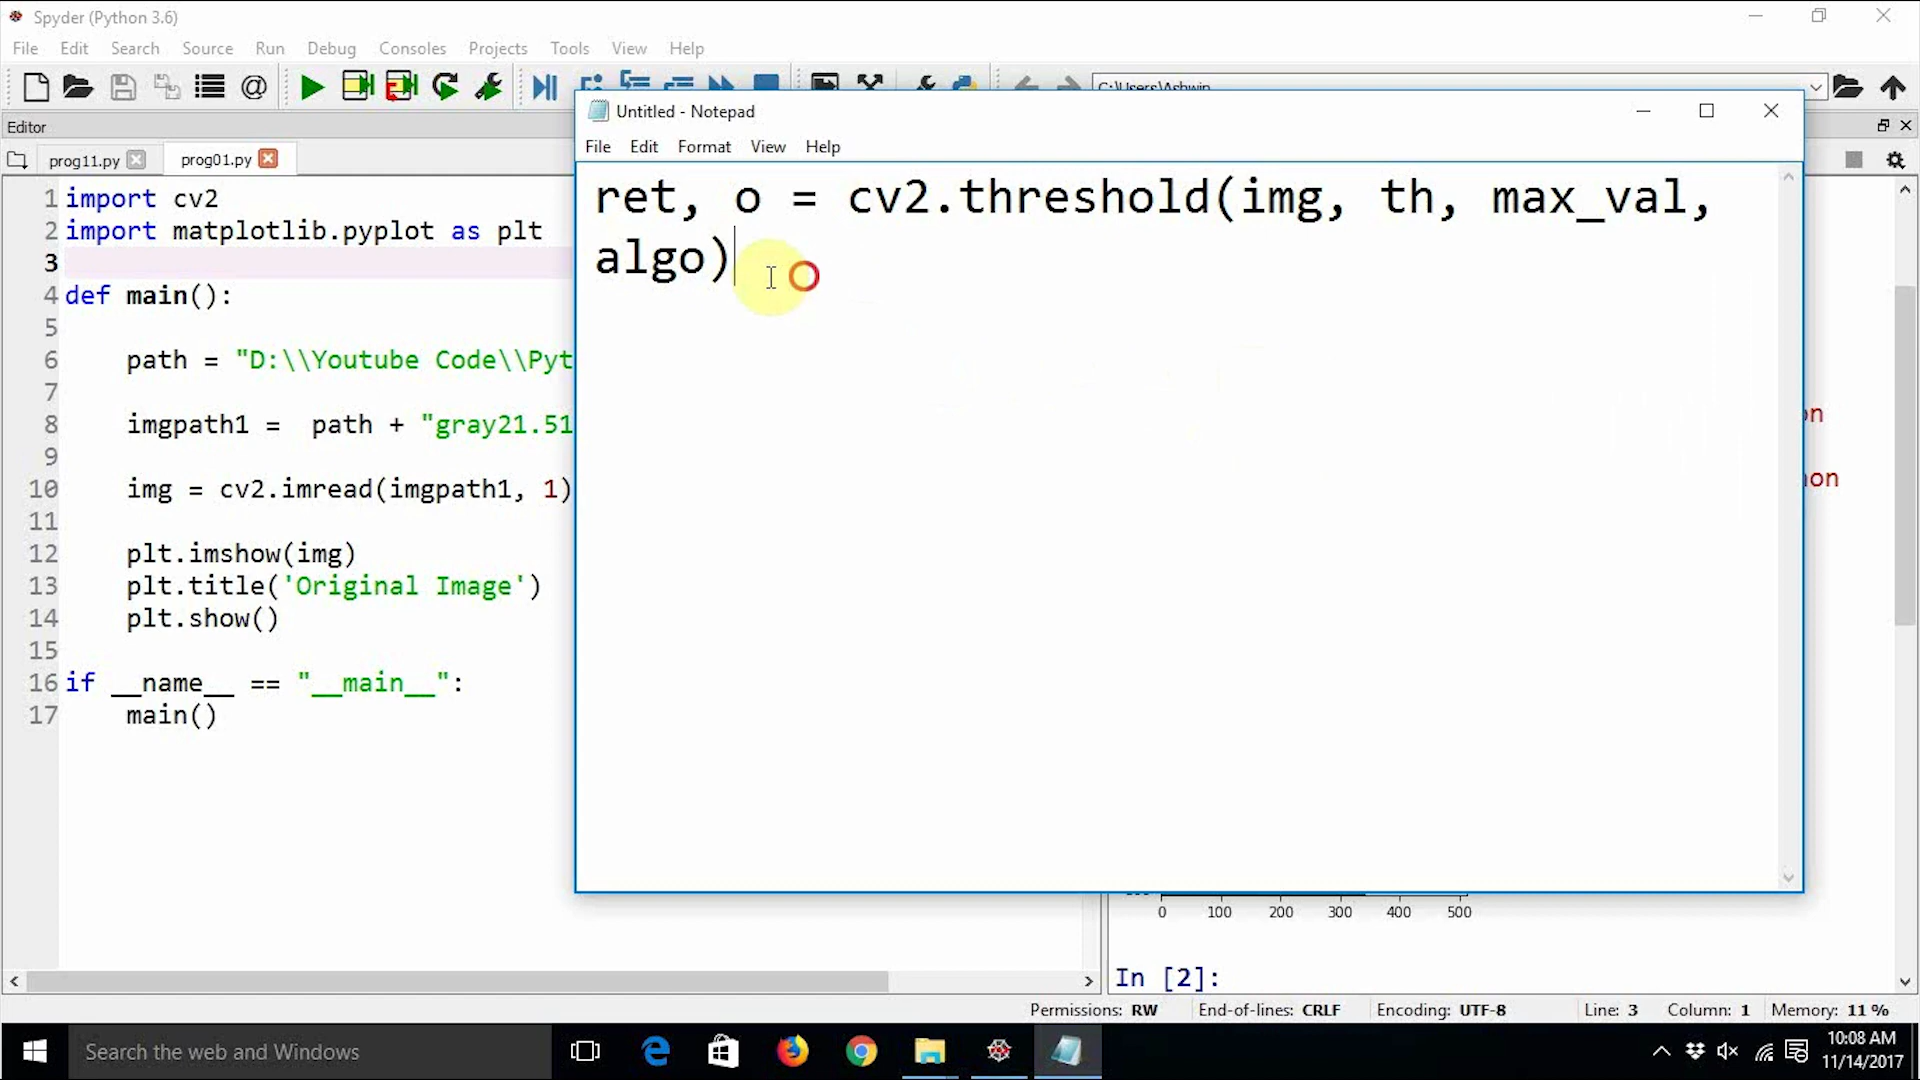 Spyder (Python 3.6)
File Edit Search Source Run Debug Consoles Projects Tools View Help
C:\Users\Ashwin
Editor
prog11.py prog01.py
1 import cv2
2 import matplotlib.pyplot as plt
3
4 def main():
5
6 path = "D:\\Youtube Code\\Pyt
7
8 imgpath1 = path + "gray21.51
9
10 img = cv2.imread(imgpath1, 1)
11
12 plt.imshow(img)
13 plt.title('Original Image')
14 plt.show()
15
16 if __name__ == "__main__":
17 main()
Untitled - Notepad
File Edit Format View Help
ret, o = cv2.threshold(img, th, max_val,
algo)
on
on
0 100 200 300 400 500
In [2]:
Permissions: RW End-of-lines: CRLF Encoding: UTF-8 Line: 3 Column: 1 Memory: 11 %
Search the web and Windows
10:08 AM
11/14/2017